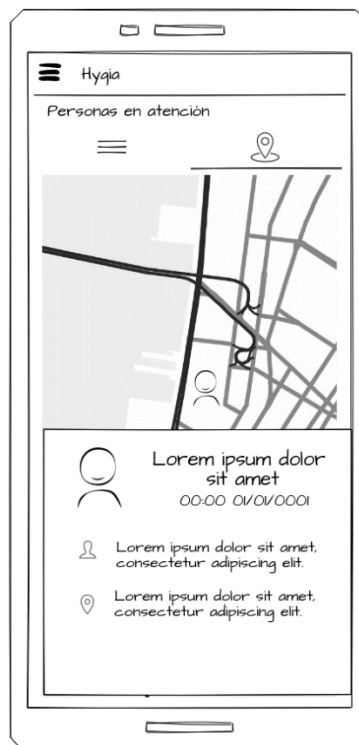 Hygia
Personas en atención
Lorem ipsum dolor
sit amet
00:00 01/01/0001
Lorem ipsum dolor sit amet,
consectetur adipiscing elit.
Lorem ipsum dolor sit amet,
consectetur adipiscing elit.